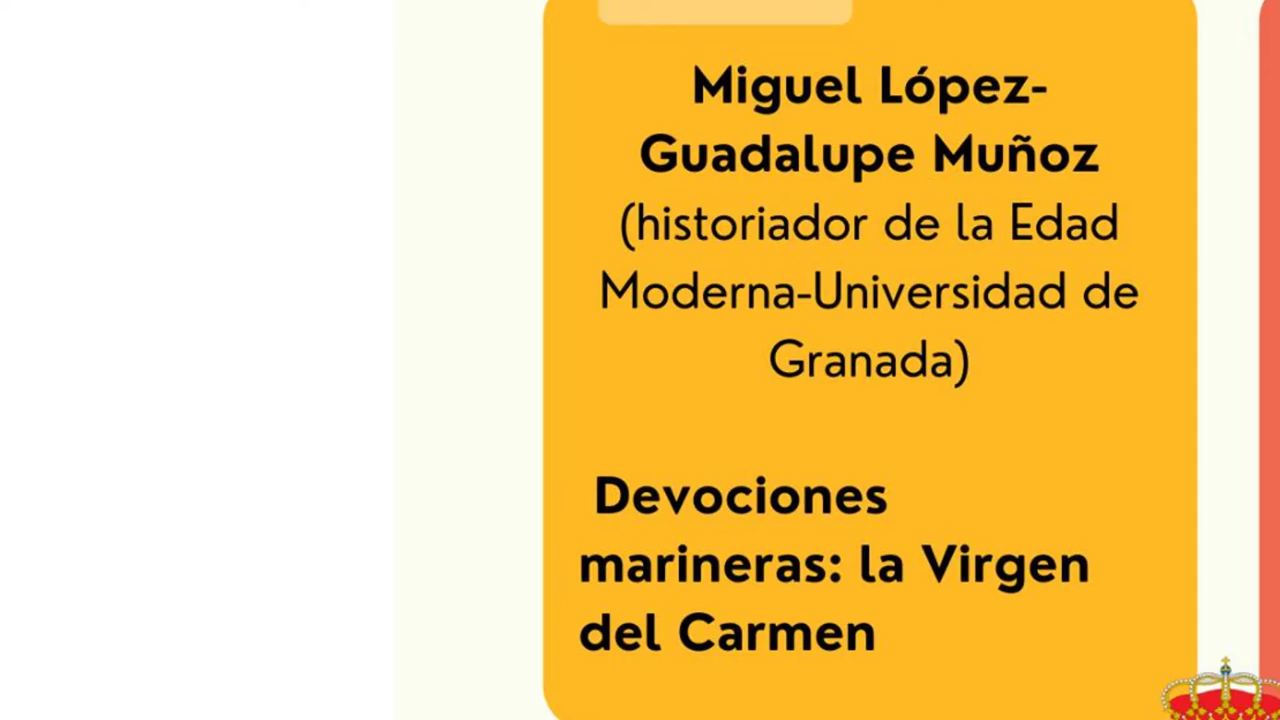 Miguel López-
Guadalupe Muñoz
(historiador de la Edad
Moderna-Universidad de
Granada)
Devociones
marineras: la Virgen
del Carmen